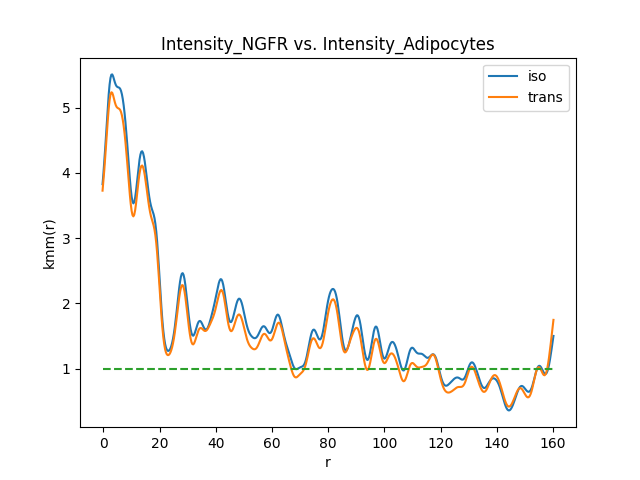 Intensity_NGFR vs. Intensity_Adipocytes
iso
trans
5
4
3
2
1
kmm(r)
0 20 40 60 80 100 120 140 160
r